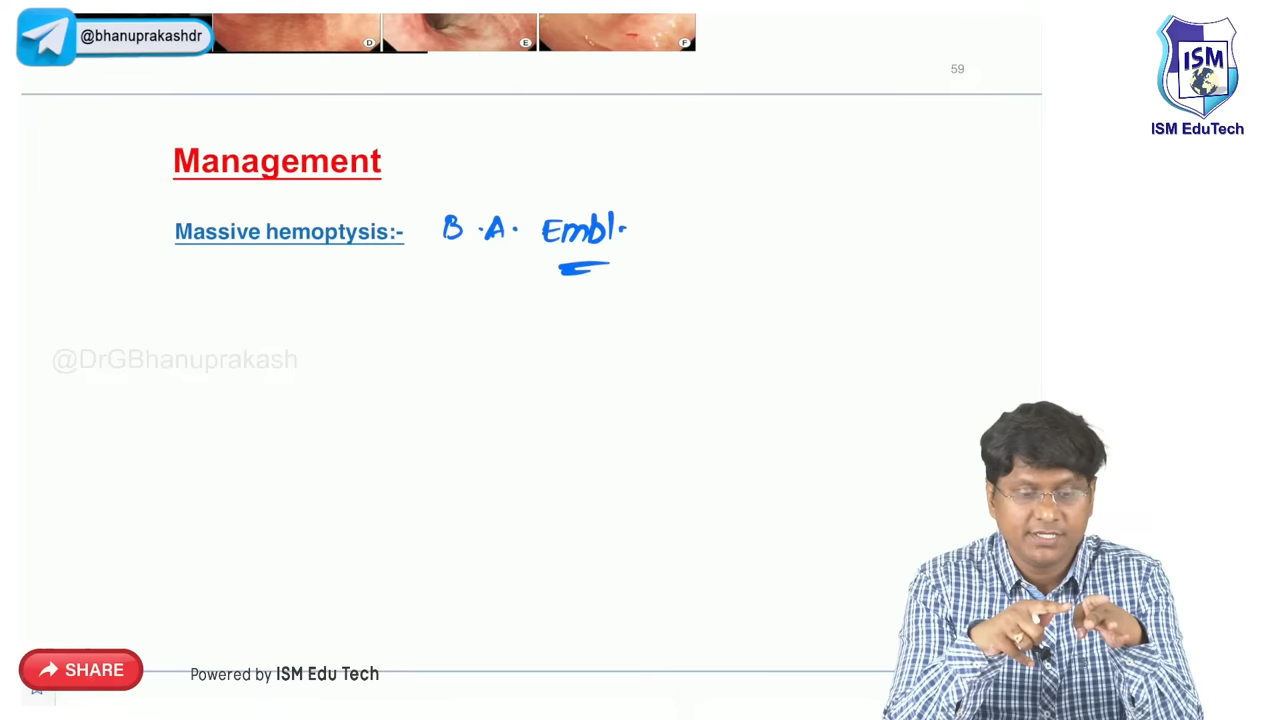 @bhanuprakashdr
D
E
F
59
ISM
ISM EduTech
Management
Massive hemoptysis:- B.A. Embl.
@DrGBhanuprakash
SHARE
Powered by ISM Edu Tech